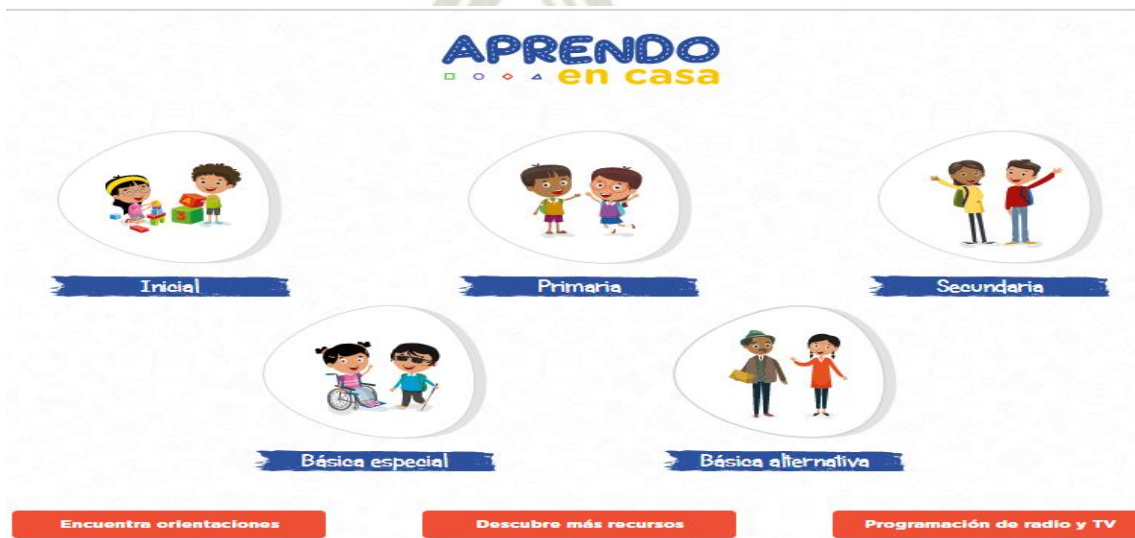 APRENDO
en casa
Inicial
Primaria
Secundaria
Básica especial
Básica alternativa
Encuentra orientaciones
Descubre más recursos
Programación de radio y TV